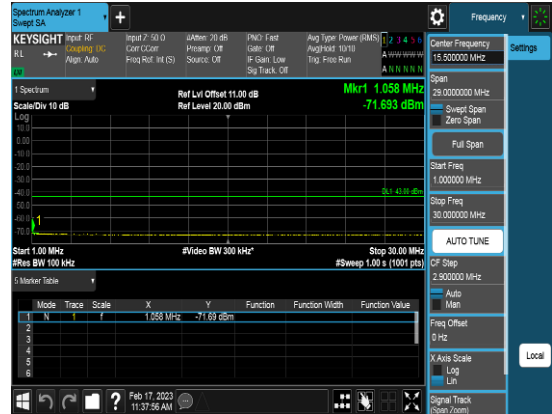 Spectrum Analyzer 1
Swept SA
+
Frequency
KEYSIGHT
RL
Input: RF
Coupling: DC
Align: Auto
Input Z: 50 Ω
Corr CCorr
Freq Ref: Int (S)
#Atten: 20 dB
Preamp: Off
Source: Off
PNO: Fast
Gate: Off
IF Gain: Low
Sig Track: Off
Avg Type: Power (RMS)
Avg|Hold: 10/10
Trig: Free Run
1 2 3 4 5 6
A W W W W W
A N N N N N
LW
1 Spectrum
Scale/Div 10 dB
Ref Lvl Offset 11.00 dB
Ref Level 20.00 dBm
Mkr1 1.058 MHz
-71.693 dBm
Log
10.0
0.00
-10.0
-20.0
-30.0
-40.0
-50.0
-60.0
-70.0
DL1 -43.00 dBm
1
Start 1.00 MHz
#Res BW 100 kHz
#Video BW 300 kHz*
Stop 30.00 MHz
#Sweep 1.00 s (1001 pts)
5 Marker Table
Mode Trace Scale X Y Function Function Width Function Value
1 N 1 f 1.058 MHz -71.69 dBm
2
3
4
5
6
Feb 17, 2023
11:37:56 AM
Center Frequency
15.500000 MHz
Span
29.0000000 MHz
Swept Span
Zero Span
Full Span
Start Freq
1.000000 MHz
Stop Freq
30.000000 MHz
AUTO TUNE
CF Step
2.900000 MHz
Auto
Man
Freq Offset
0 Hz
X Axis Scale
Log
Lin
Signal Track
(Span Zoom)
Settings
Local